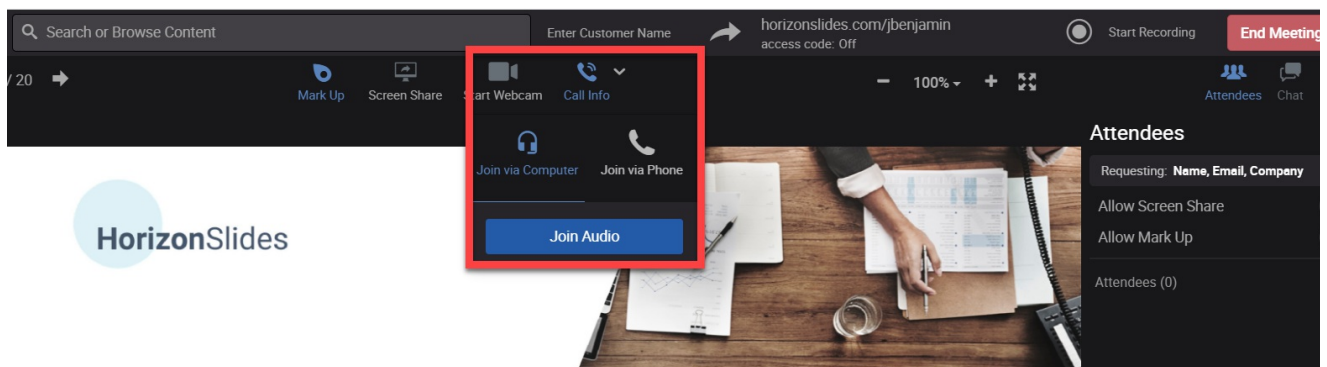 Search or Browse Content
Enter Customer Name
horizonslides.com/jbenjamin
access code: Off
Start Recording
End Meeting
/ 20
Mark Up
Screen Share
Start Webcam
Call Info
100%
Attendees
Chat
Join via Computer
Join via Phone
Join Audio
HorizonSlides
Attendees
Requesting: Name, Email, Company
Allow Screen Share
Allow Mark Up
Attendees (0)